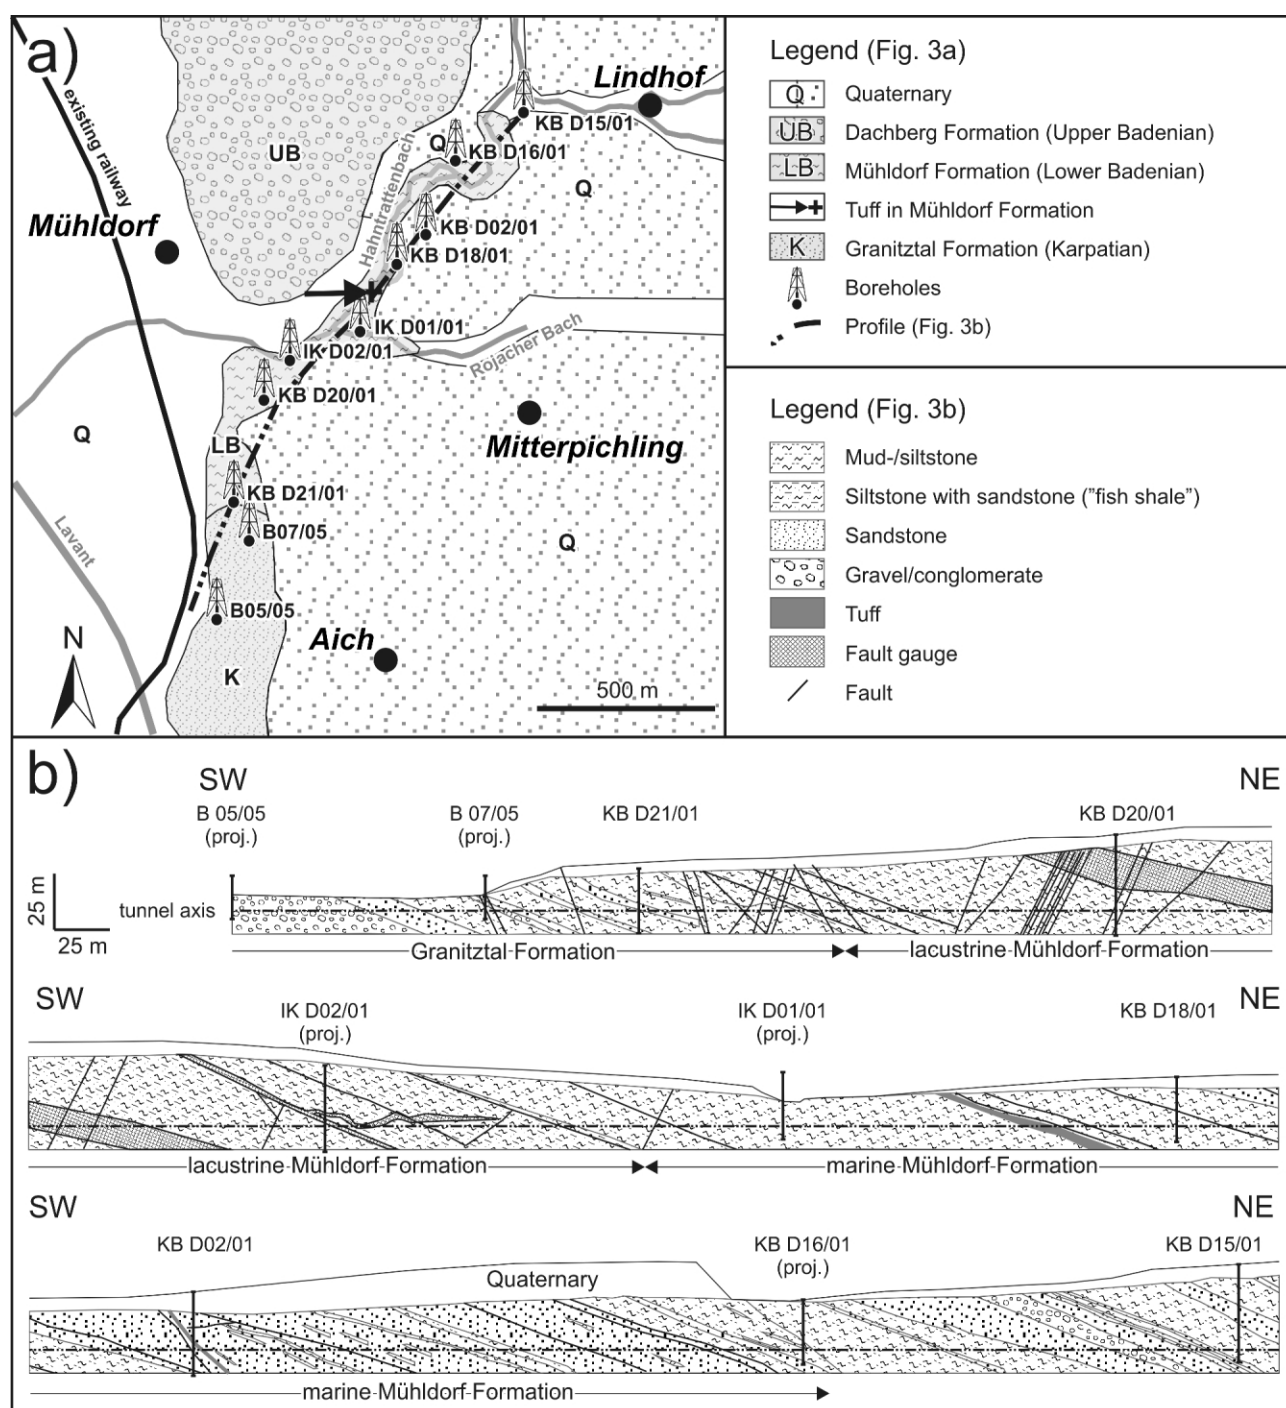 a)
existing railway
UB
Q
Lindhof
KB D15/01
KB D16/01
Mühldorf
Hahntrattenbach
Q
KB D02/01
KB D18/01
IK D01/01
IK D02/01
Rojacher Bach
KB D20/01
Q
LB
Mitterpichling
KB D21/01
Lavant
B07/05
Q
B05/05
N
Aich
K
500 m
Legend (Fig. 3a)
Q Quaternary
UB Dachberg Formation (Upper Badenian)
LB Mühldorf Formation (Lower Badenian)
Tuff in Mühldorf Formation
K Granitztal Formation (Karpatian)
Boreholes
Profile (Fig. 3b)
Legend (Fig. 3b)
Mud-/siltstone
Siltstone with sandstone ("fish shale")
Sandstone
Gravel/conglomerate
Tuff
Fault gauge
Fault
b)
SW NE
B 05/05 B 07/05 KB D21/01 KB D20/01
(proj.) (proj.)
25 m
tunnel axis
25 m
Granitztal Formation lacustrine Mühldorf Formation
SW NE
IK D02/01 IK D01/01 KB D18/01
(proj.) (proj.)
lacustrine Mühldorf Formation marine Mühldorf Formation
SW NE
KB D02/01 KB D16/01 KB D15/01
(proj.)
Quaternary
marine Mühldorf Formation